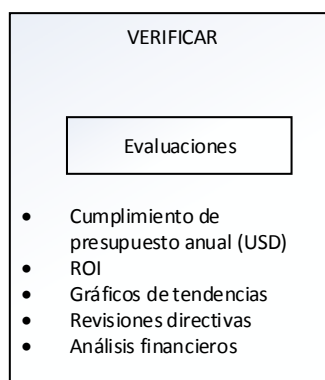 VERIFICAR
Evaluaciones
• Cumplimiento de
presupuesto anual (USD)
• ROI
• Gráficos de tendencias
• Revisiones directivas
• Análisis financieros